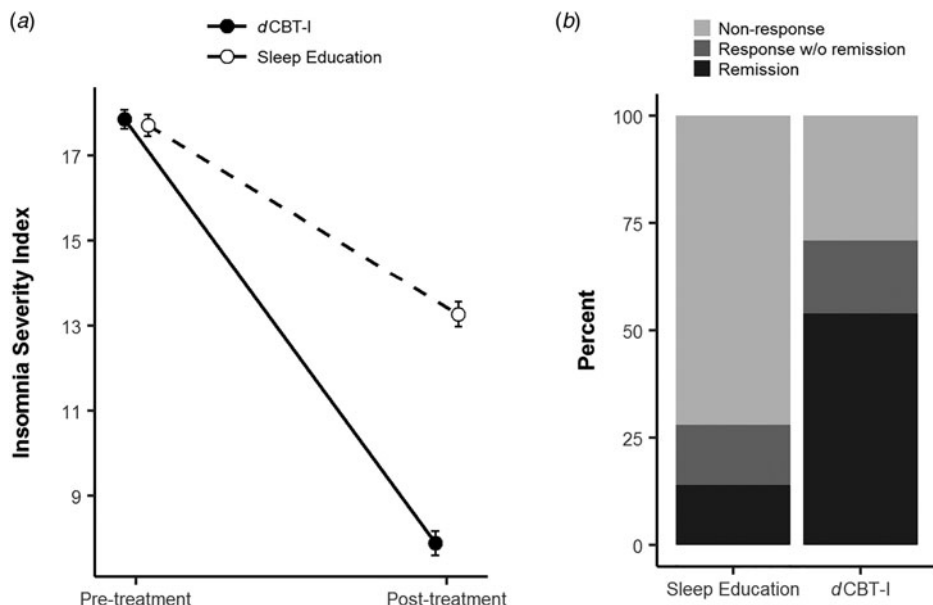 (a)
dCBT-I
Sleep Education
Insomnia Severity Index
17
15
13
11
9
Pre-treatment
Post-treatment
(b)
Non-response
Response w/o remission
Remission
Percent
100
75
50
25
0
Sleep Education
dCBT-I